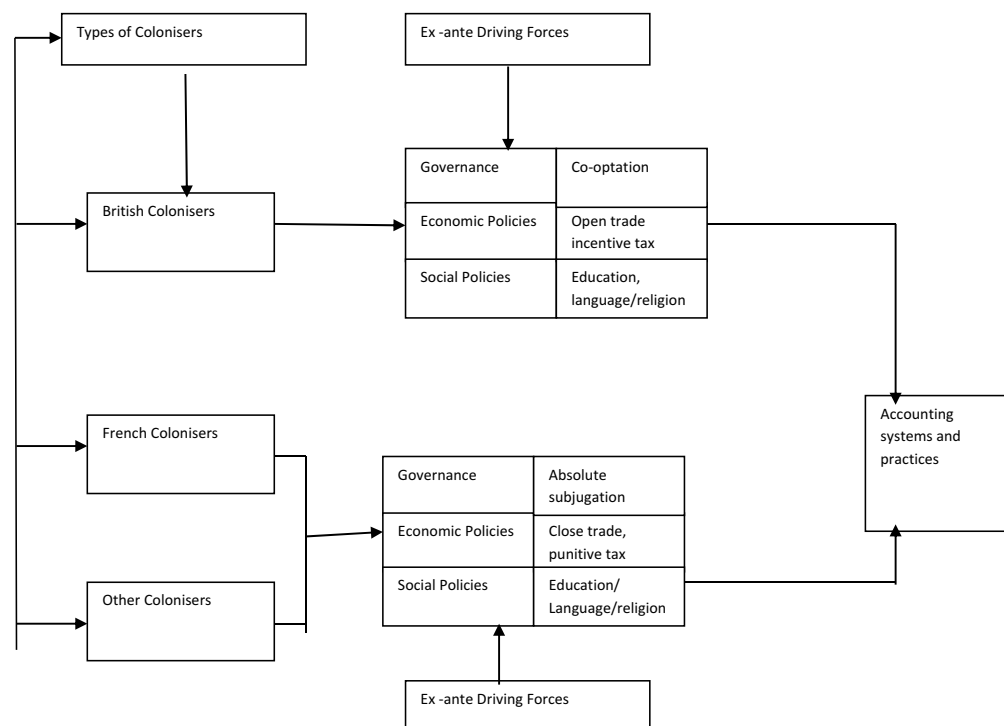 Types of Colonisers
Ex -ante Driving Forces
British Colonisers
Governance
Co-optation
Economic Policies
Open trade
incentive tax
Social Policies
Education,
language/religion
French Colonisers
Other Colonisers
Governance
Absolute
subjugation
Economic Policies
Close trade,
punitive tax
Social Policies
Education/
Language/religion
Ex -ante Driving Forces
Accounting
systems and
practices